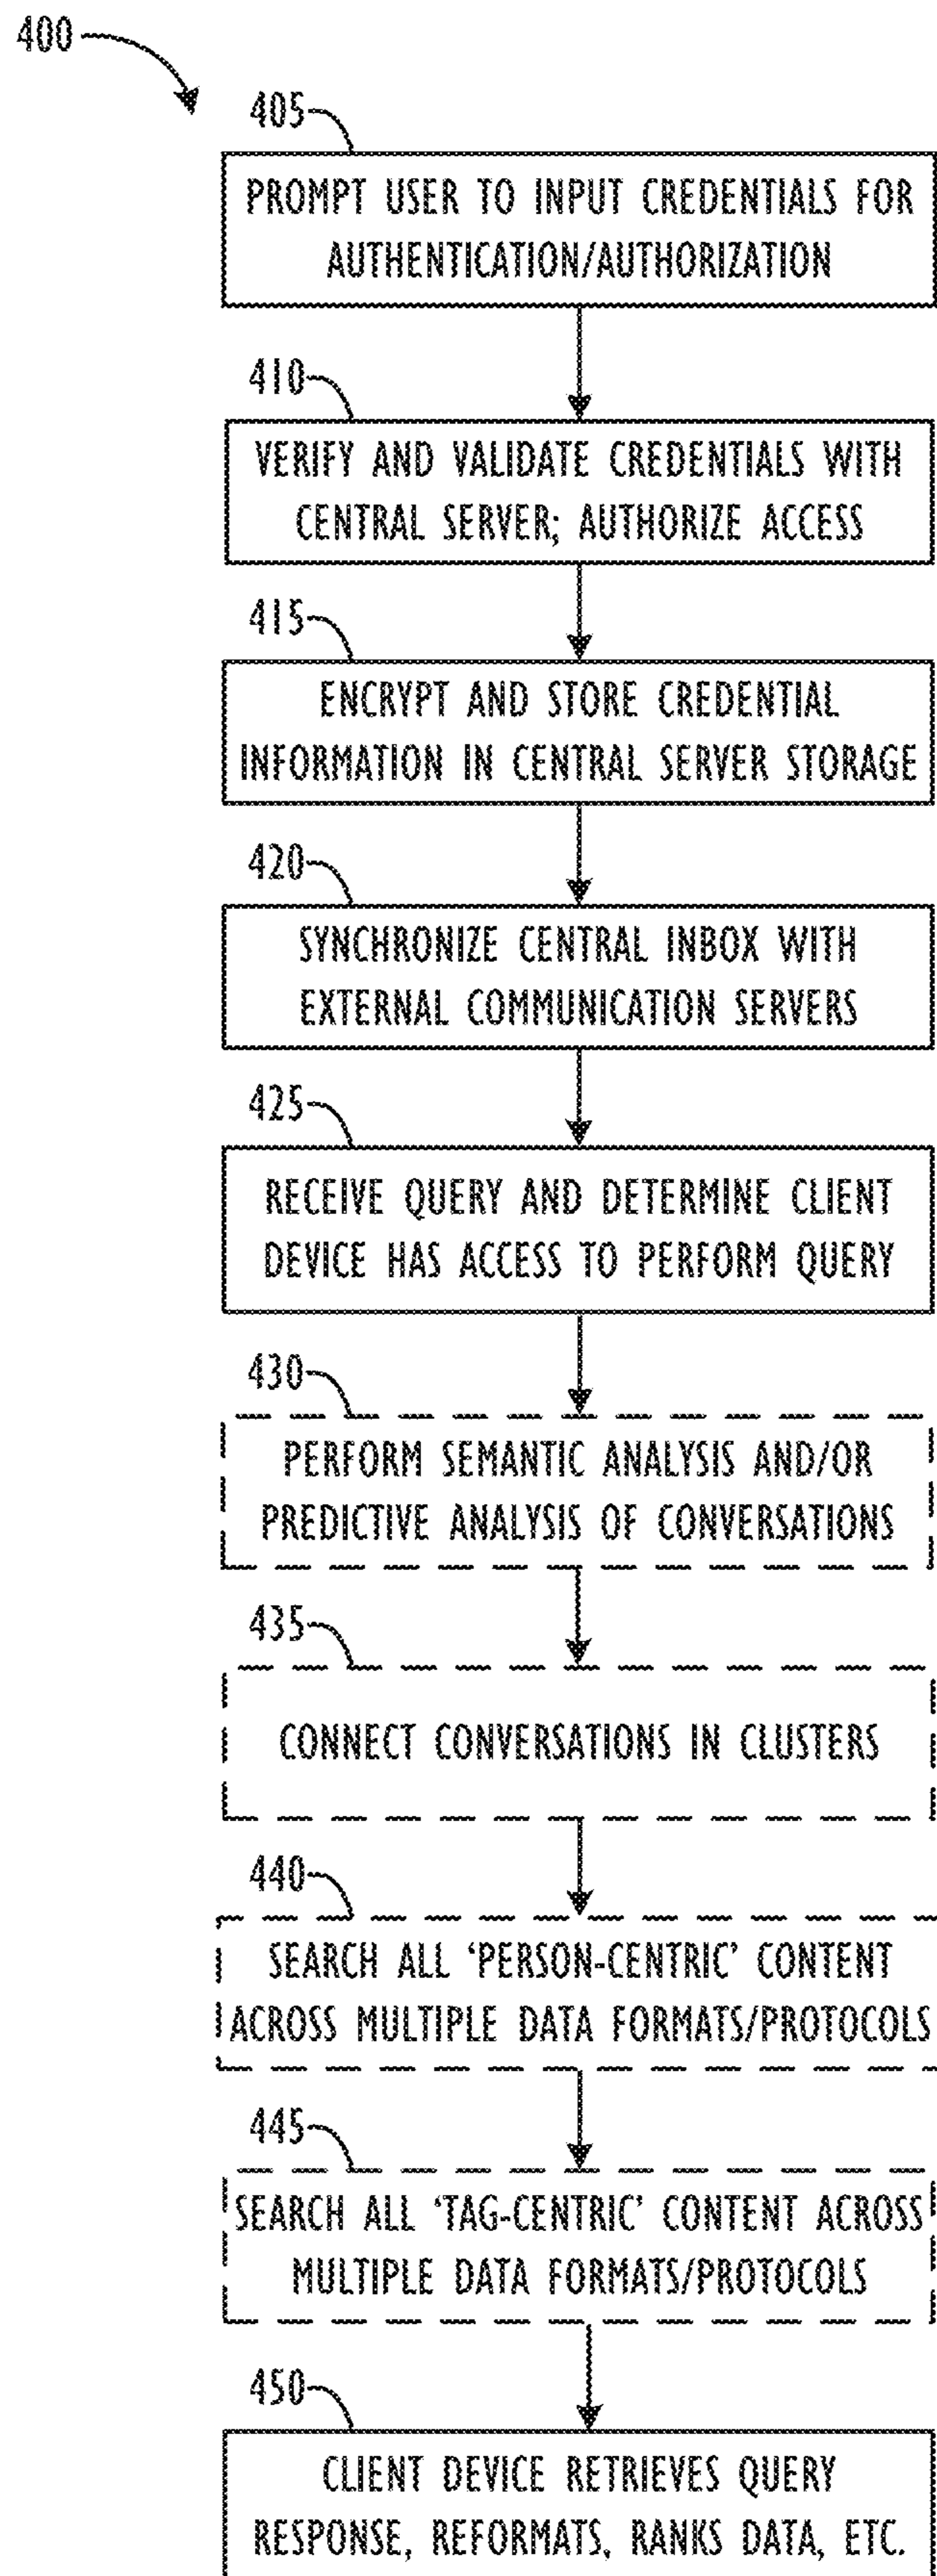 400
405
PROMPT USER TO INPUT CREDENTIALS FOR
AUTHENTICATION/AUTHORIZATION
410
VERIFY AND VALIDATE CREDENTIALS WITH
CENTRAL SERVER; AUTHORIZE ACCESS
415
ENCRYPT AND STORE CREDENTIAL
INFORMATION IN CENTRAL SERVER STORAGE
420
SYNCHRONIZE CENTRAL INBOX WITH
EXTERNAL COMMUNICATION SERVERS
425
RECEIVE QUERY AND DETERMINE CLIENT
DEVICE HAS ACCESS TO PERFORM QUERY
430
PERFORM SEMANTIC ANALYSIS AND/OR
PREDICTIVE ANALYSIS OF CONVERSATIONS
435
CONNECT CONVERSATIONS IN CLUSTERS
440
SEARCH ALL ‘PERSON-CENTRIC’ CONTENT
ACROSS MULTIPLE DATA FORMATS/PROTOCOLS
445
SEARCH ALL ‘TAG-CENTRIC’ CONTENT ACROSS
MULTIPLE DATA FORMATS/PROTOCOLS
450
CLIENT DEVICE RETRIEVES QUERY
RESPONSE, REFORMATS, RANKS DATA, ETC.